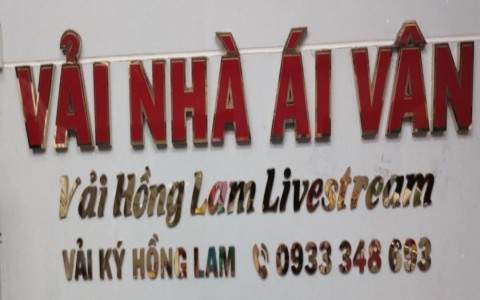 VẢI NHÀ ÁI VÂN
Vải Hồng Lam Livestream
VẢI KÝ HỒNG LAM 0933 348 693